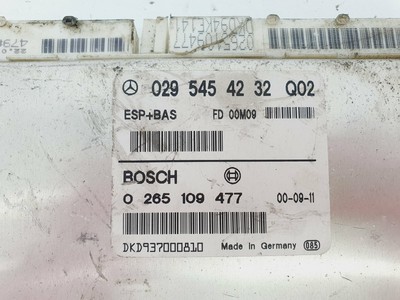 029 545 42 32 Q02
ESP+BAS FD 00M09
BOSCH
0 265 109 477 00-09-11
DKD937000810 Made in Germany 085